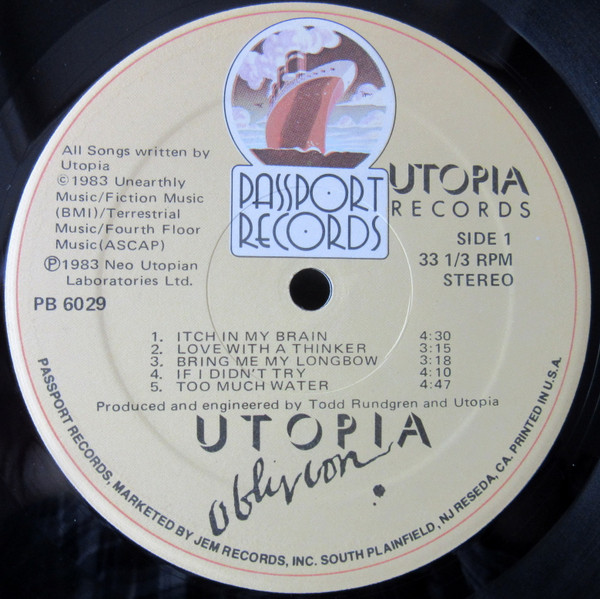 PASSPORT
RECORDS
All Songs written by
Utopia
©1983 Unearthly
Music/Fiction Music
(BMI)/Terrestrial
Music/Fourth Floor
Music(ASCAP)
℗1983 Neo Utopian
Laboratories Ltd.
PB 6029
UTOPIA
RECORDS
SIDE 1
33 1/3 RPM
STEREO
1. ITCH IN MY BRAIN 4:30
2. LOVE WITH A THINKER 3:15
3. BRING ME MY LONGBOW 3:18
4. IF I DIDN'T TRY 4:10
5. TOO MUCH WATER 4:47
Produced and engineered by Todd Rundgren and Utopia
UTOPIA
oblivion
PASSPORT RECORDS, MARKETED BY JEM RECORDS, INC. SOUTH PLAINFIELD, NJ RESEDA, CA. PRINTED IN U.S.A.